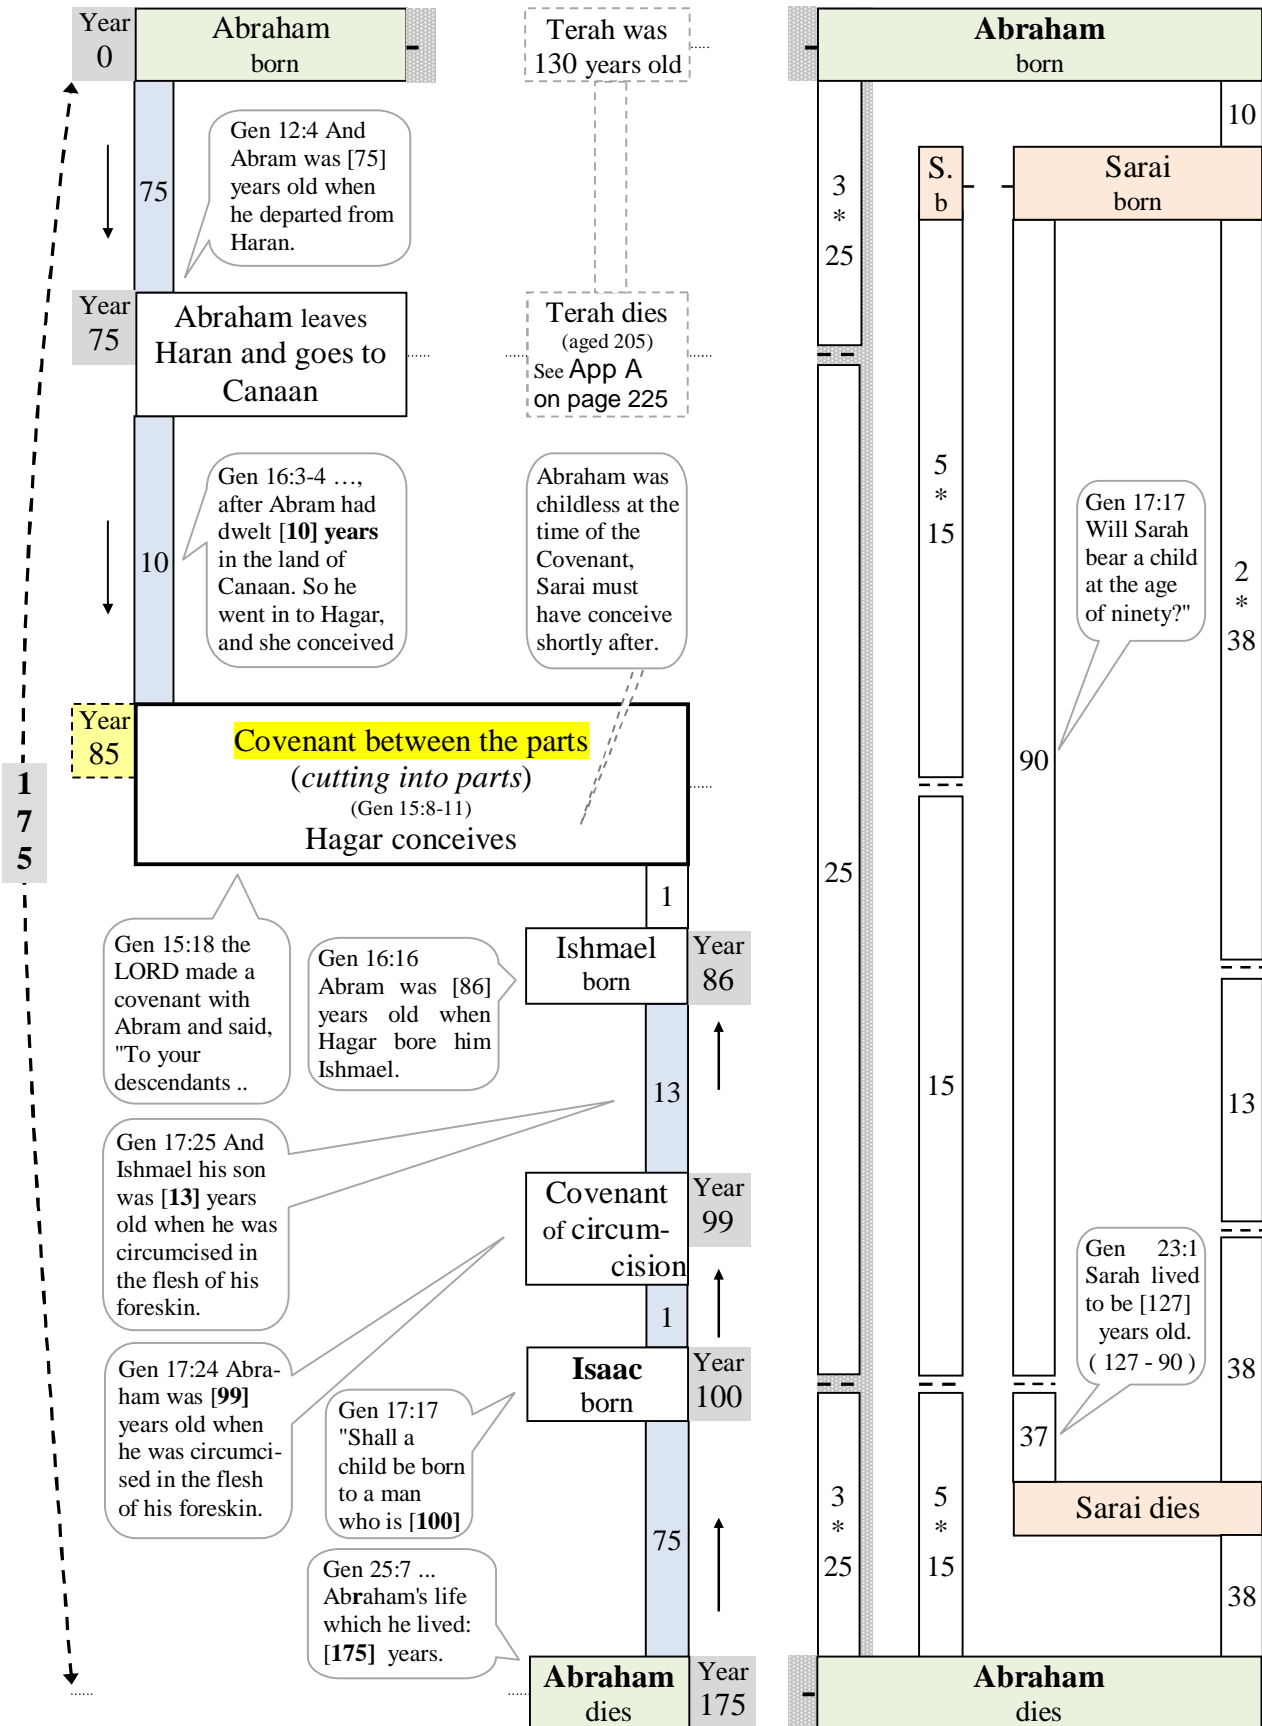 Year
0
Abraham
born
Terah was
130 years old
Abraham
born
10
Gen 12:4 And
Abram was [75]
years old when
he departed from
Haran.
75
3
*
25
S.
b
Sarai
born
Year
75
Abraham leaves
Haran and goes to
Canaan
Terah dies
(aged 205)
See App A
on page 225
Gen 16:3-4 …,
after Abram had
dwelt [10] years
in the land of
Canaan. So he
went in to Hagar,
and she conceived
10
Abraham was
childless at the
time of the
Covenant,
Sarai must
have conceive
shortly after.
5
*
15
Gen 17:17
Will Sarah
bear a child
at the age
of ninety?"
2
*
38
Year
85
Covenant between the parts
(cutting into parts)
(Gen 15:8-11)
Hagar conceives
90
1
7
5
25
1
Gen 15:18 the
LORD made a
covenant with
Abram and said,
"To your
descendants ..
Gen 16:16
Abram was [86]
years old when
Hagar bore him
Ishmael.
Ishmael
born
Year
86
13
15
13
Gen 17:25 And
Ishmael his son
was [13] years
old when he was
circumcised in
the flesh of his
foreskin.
Covenant
of circum-
cision
Year
99
Gen 23:1
Sarah lived
to be [127]
years old.
( 127 - 90 )
1
Gen 17:24 Abra-
ham was [99]
years old when
he was circumci-
sed in the flesh
of his foreskin.
Gen 17:17
"Shall a
child be born
to a man
who is [100]
Isaac
born
Year
100
38
37
3
*
25
5
*
15
Sarai dies
75
Gen 25:7 ...
Abraham's life
which he lived:
[175] years.
38
Abraham
dies
Year
175
Abraham
dies